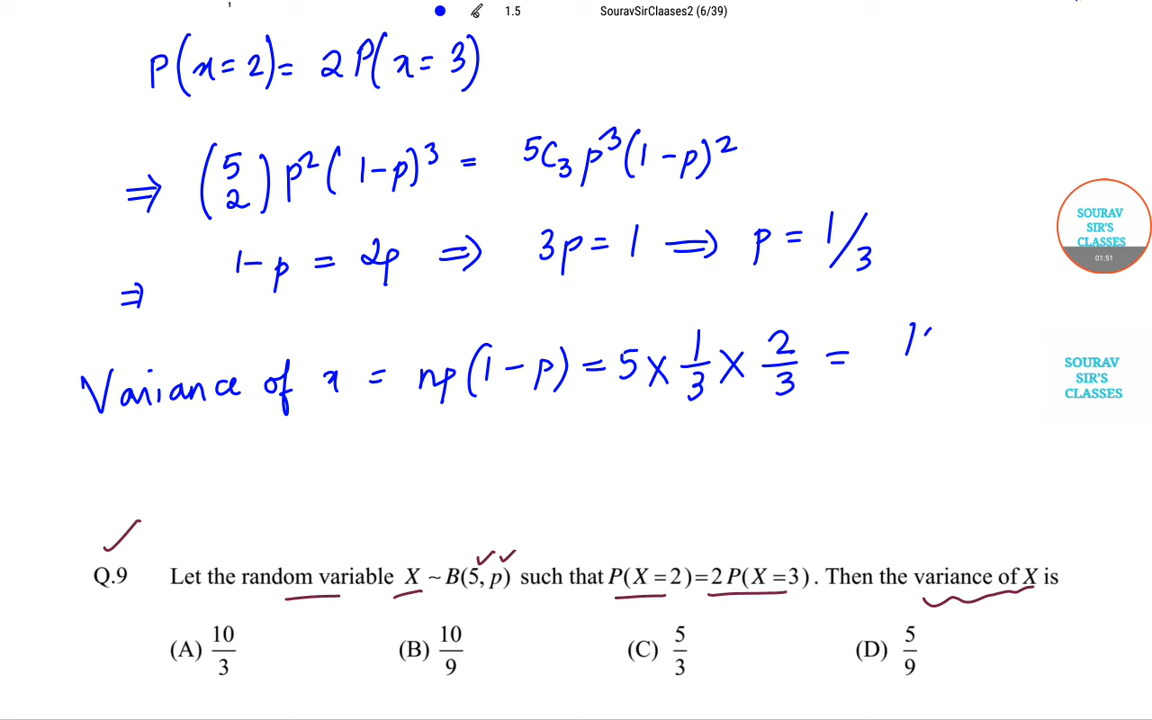 1.5 SouravSirClaases2 (6/39)
P(x=2)= 2P(x=3)
⇒ (5 2) p²(1-p)³ = 5C₃ p³(1-p)²
⇒ 1-p = 2p ⇒ 3p=1 ⇒ p = 1/3
Variance of x = np(1-p) = 5 × 1/3 × 2/3 =
SOURAV
SIR'S
CLASSES
01:51
SOURAV
SIR'S
CLASSES
Q.9 Let the random variable X ~ B(5, p) such that P(X=2)=2P(X=3). Then the variance of X is
(A) 10/3 (B) 10/9 (C) 5/3 (D) 5/9